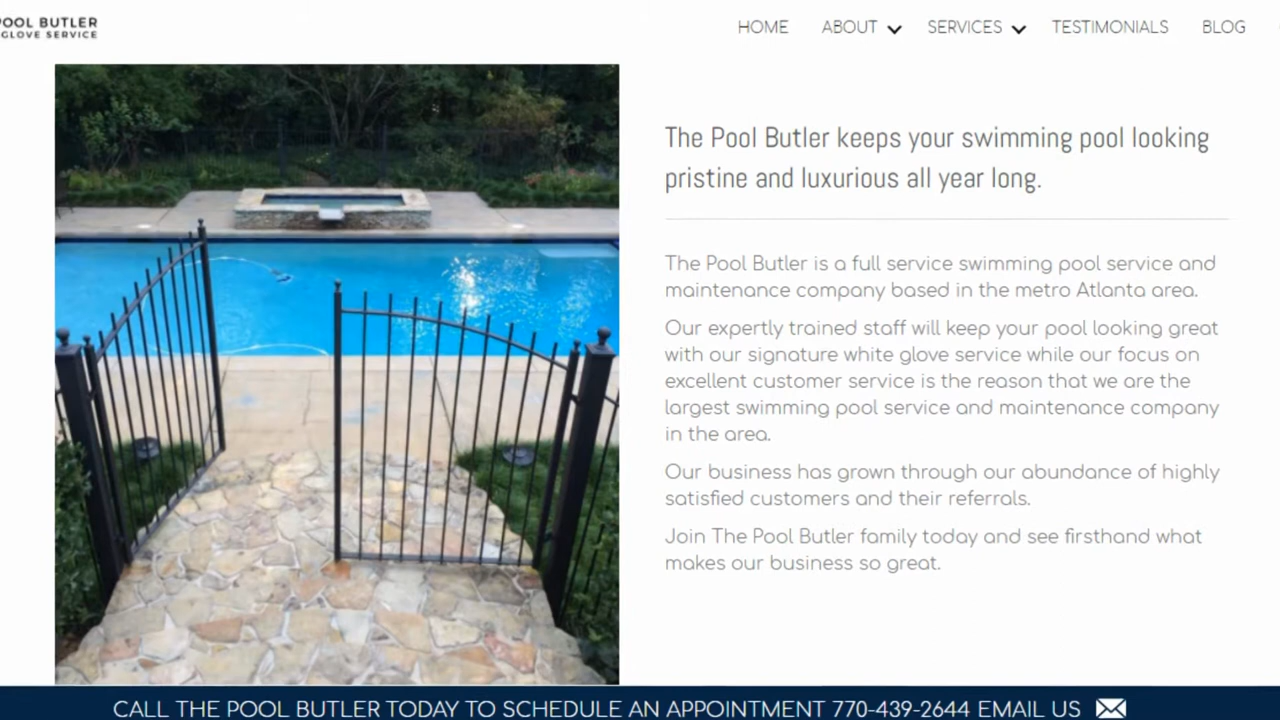 POOL BUTLER
GLOVE SERVICE
HOME ABOUT SERVICES TESTIMONIALS BLOG
The Pool Butler keeps your swimming pool looking
pristine and luxurious all year long.
The Pool Butler is a full service swimming pool service and
maintenance company based in the metro Atlanta area.
Our expertly trained staff will keep your pool looking great
with our signature white glove service while our focus on
excellent customer service is the reason that we are the
largest swimming pool service and maintenance company
in the area.
Our business has grown through our abundance of highly
satisfied customers and their referrals.
Join The Pool Butler family today and see firsthand what
makes our business so great.
CALL THE POOL BUTLER TODAY TO SCHEDULE AN APPOINTMENT 770-439-2644 EMAIL US